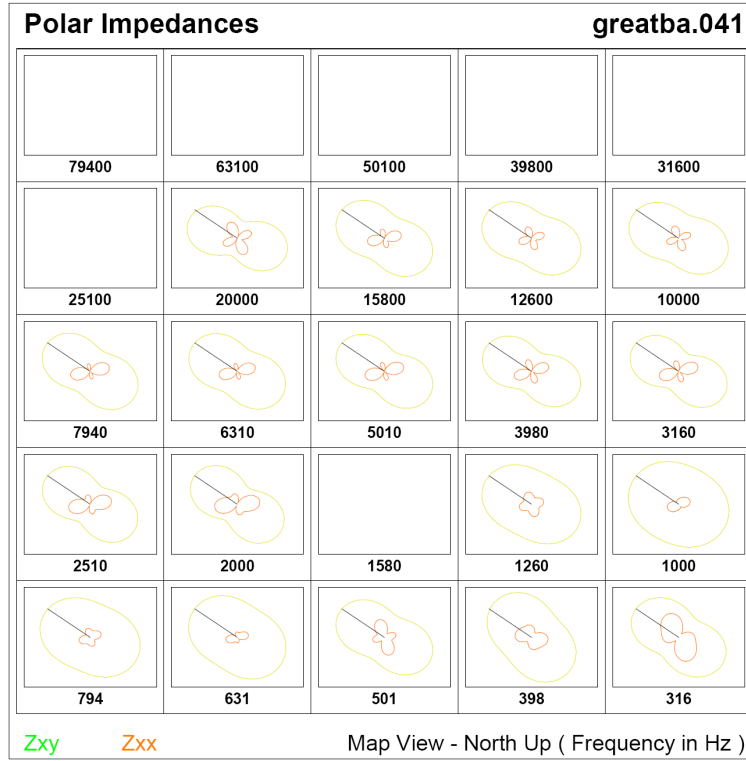 Polar Impedances greatba.041
79400 63100 50100 39800 31600
25100 20000 15800 12600 10000
7940 6310 5010 3980 3160
2510 2000 1580 1260 1000
794 631 501 398 316
Zxy Zxx Map View - North Up ( Frequency in Hz )